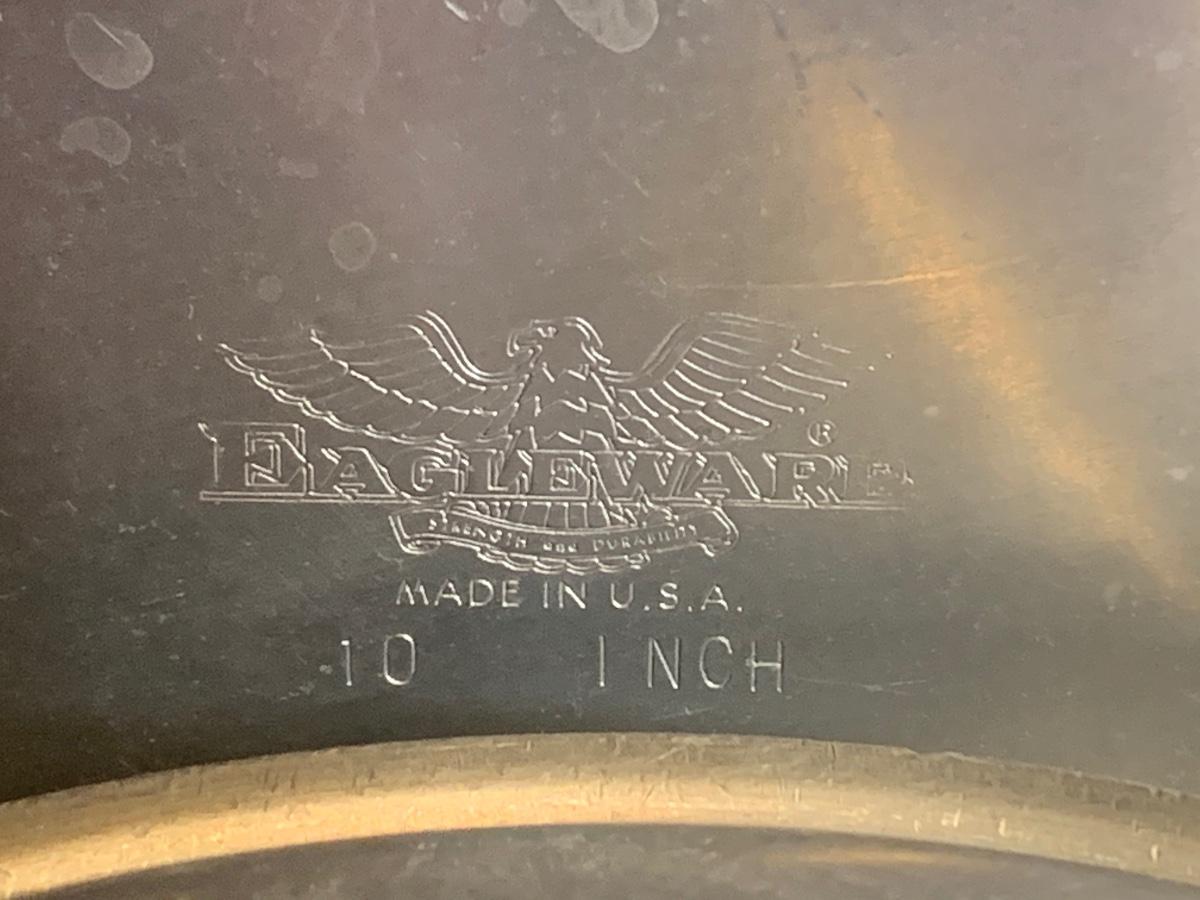 EAGLEWARE®
STRENGTH and DURABILITY
MADE IN U.S.A.
10 INCH